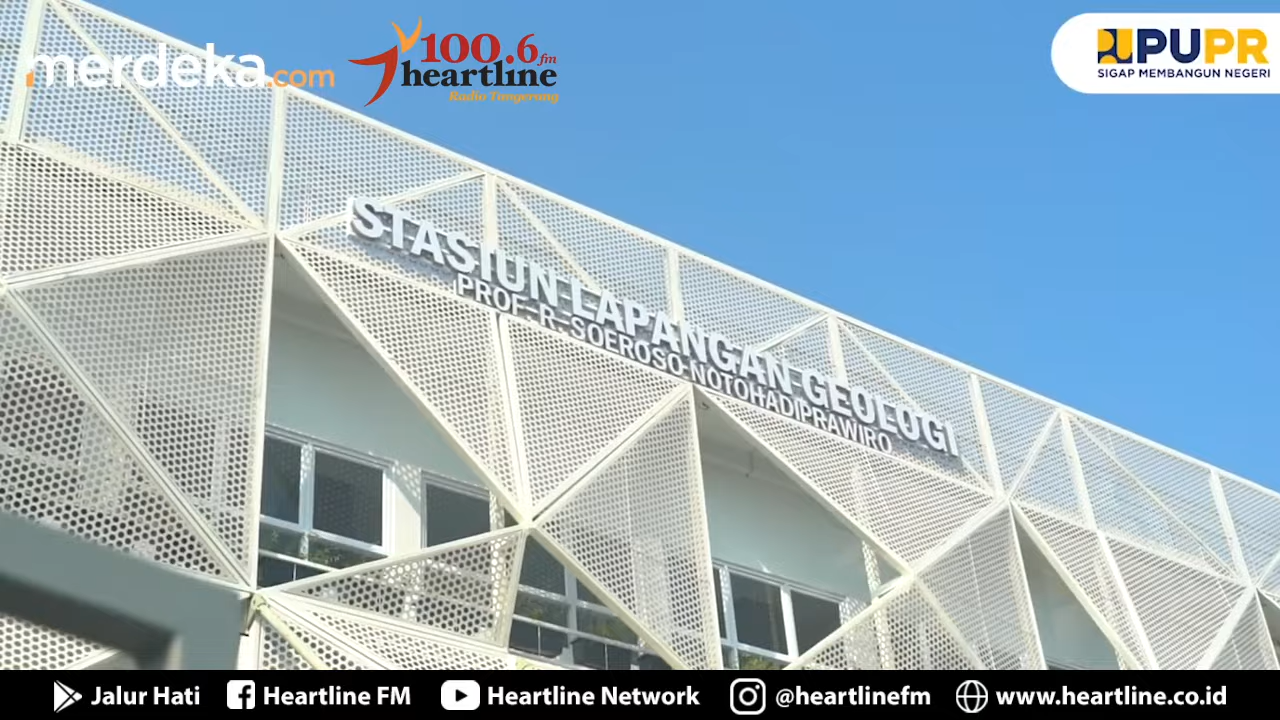 merdeka.com
100.6 fm
heartline
Radio Tangerang
PUPR
SIGAP MEMBANGUN NEGERI
STASIUN LAPANGAN GEOLOGI
PROF. R. SOEROSO NOTOHADIPRAWIRO
Jalur Hati
Heartline FM
Heartline Network
@heartlinefm
www.heartline.co.id